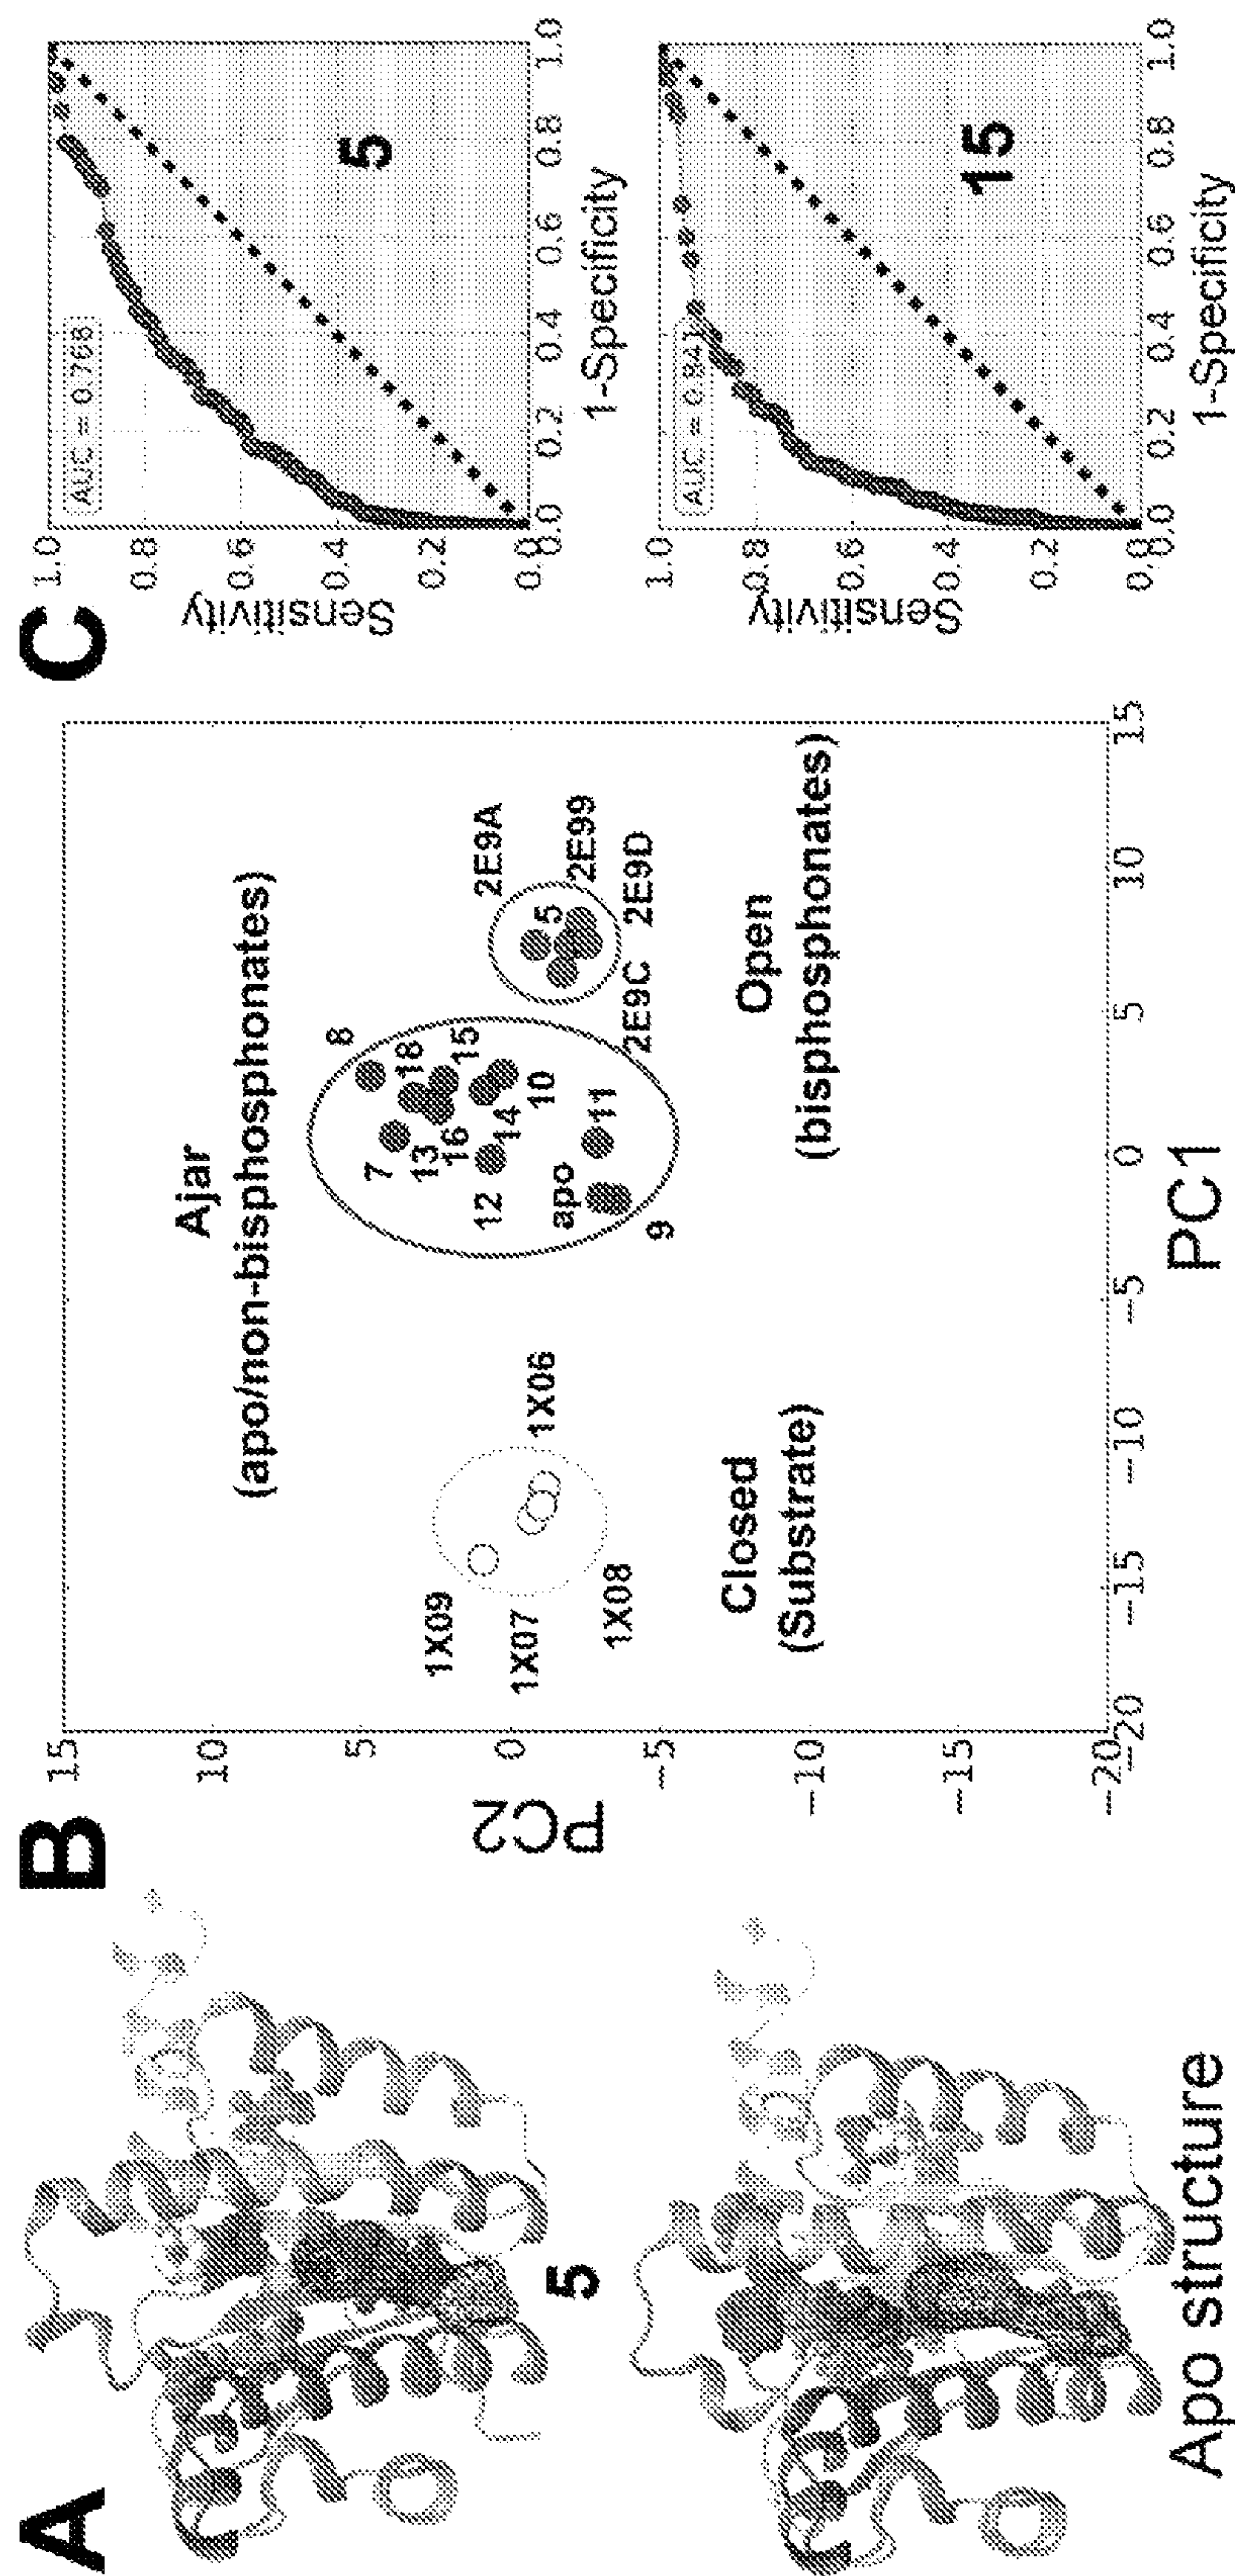 A
5
Apo structure
B
PC2
15
10
5
0
−5
−10
−15
−20
−20
−15
−10
−5
0
5
10
15
PC1
Ajar
(apo/non-bisphosphonates)
8
7
18
13
15
16
12
14
10
apo
11
9
2E9A
5
2E99
2E9C
2E9D
Open
(bisphosphonates)
1X09
1X07
1X06
1X08
Closed
(Substrate)
C
Sensitivity
1.0
0.8
0.6
0.4
0.2
0.0
AUC = 0.768
5
0.0
0.2
0.4
0.6
0.8
1.0
1-Specificity
Sensitivity
1.0
0.8
0.6
0.4
0.2
0.0
AUC = 0.841
15
0.0
0.2
0.4
0.6
0.8
1.0
1-Specificity